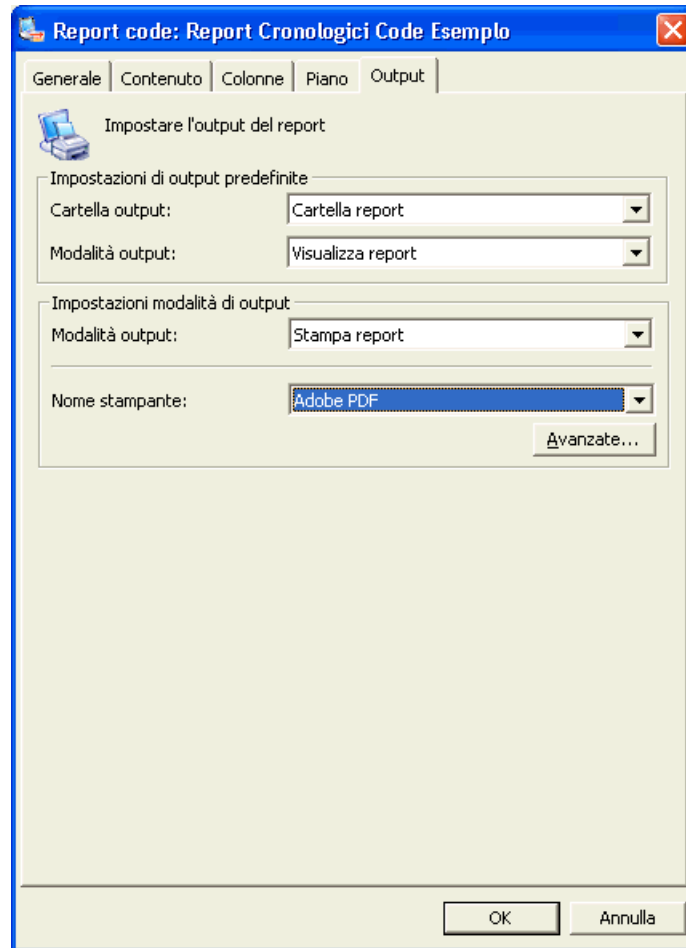 Report code: Report Cronologici Code Esempio
Generale Contenuto Colonne Piano Output
Impostare l'output del report
Impostazioni di output predefinite
Cartella output: Cartella report
Modalità output: Visualizza report
Impostazioni modalità di output
Modalità output: Stampa report
Nome stampante: Adobe PDF
Avanzate...
OK Annulla